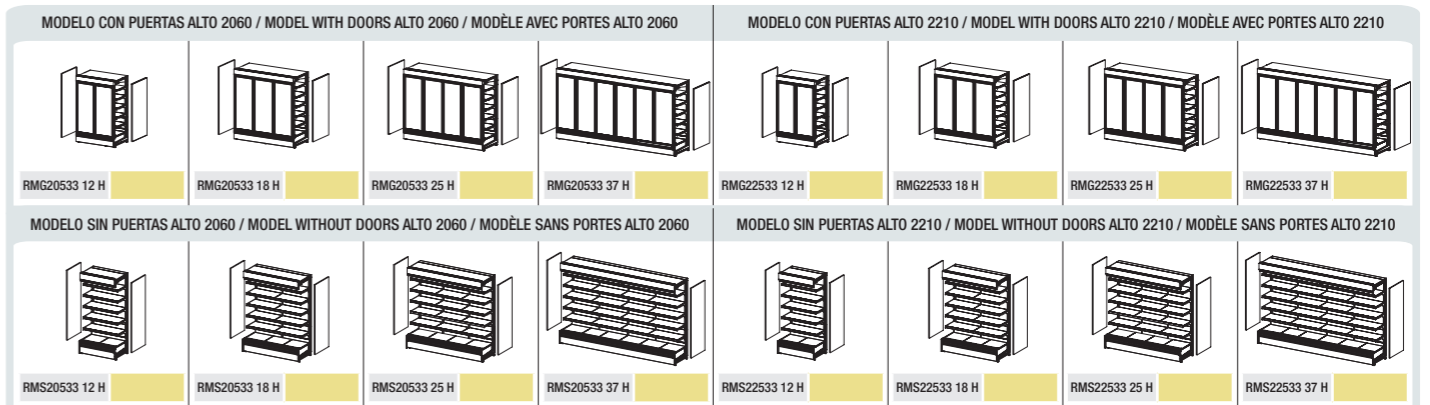 MODELO CON PUERTAS ALTO 2060 / MODEL WITH DOORS ALTO 2060 / MODÈLE AVEC PORTES ALTO 2060
MODELO CON PUERTAS ALTO 2210 / MODEL WITH DOORS ALTO 2210 / MODÈLE AVEC PORTES ALTO 2210
RMG20533 12 H
RMG20533 18 H
RMG20533 25 H
RMG20533 37 H
RMG22533 12 H
RMG22533 18 H
RMG22533 25 H
RMG22533 37 H
MODELO SIN PUERTAS ALTO 2060 / MODEL WITHOUT DOORS ALTO 2060 / MODÈLE SANS PORTES ALTO 2060
MODELO SIN PUERTAS ALTO 2210 / MODEL WITHOUT DOORS ALTO 2210 / MODÈLE SANS PORTES ALTO 2210
RMS20533 12 H
RMS20533 18 H
RMS20533 25 H
RMS20533 37 H
RMS22533 12 H
RMS22533 18 H
RMS22533 25 H
RMS22533 37 H